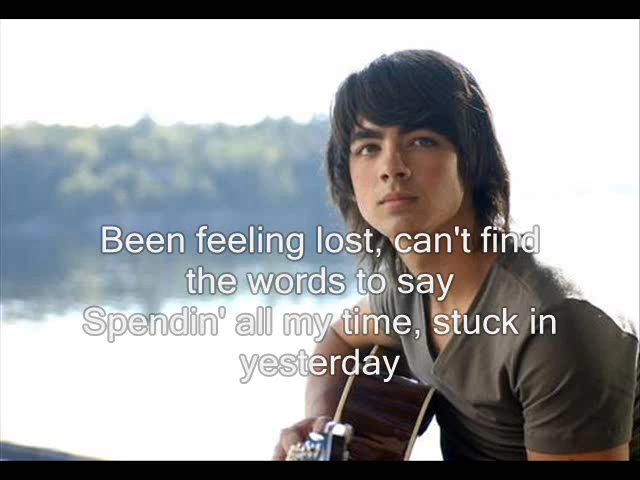 Been feeling lost, can't find
the words to say
Spendin' all my time, stuck in
yesterday